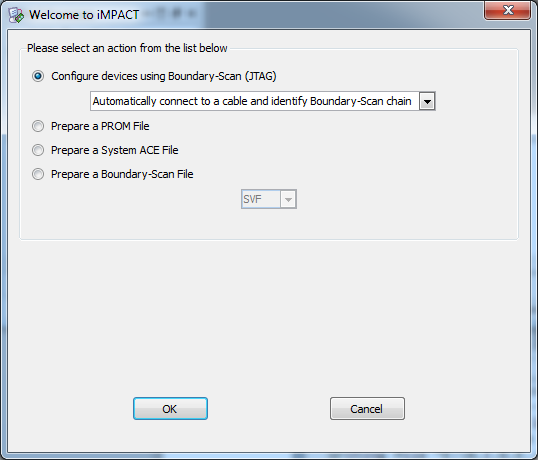 Welcome to iMPACT
Please select an action from the list below
Configure devices using Boundary-Scan (JTAG)
Automatically connect to a cable and identify Boundary-Scan chain
Prepare a PROM File
Prepare a System ACE File
Prepare a Boundary-Scan File
SVF
OK
Cancel